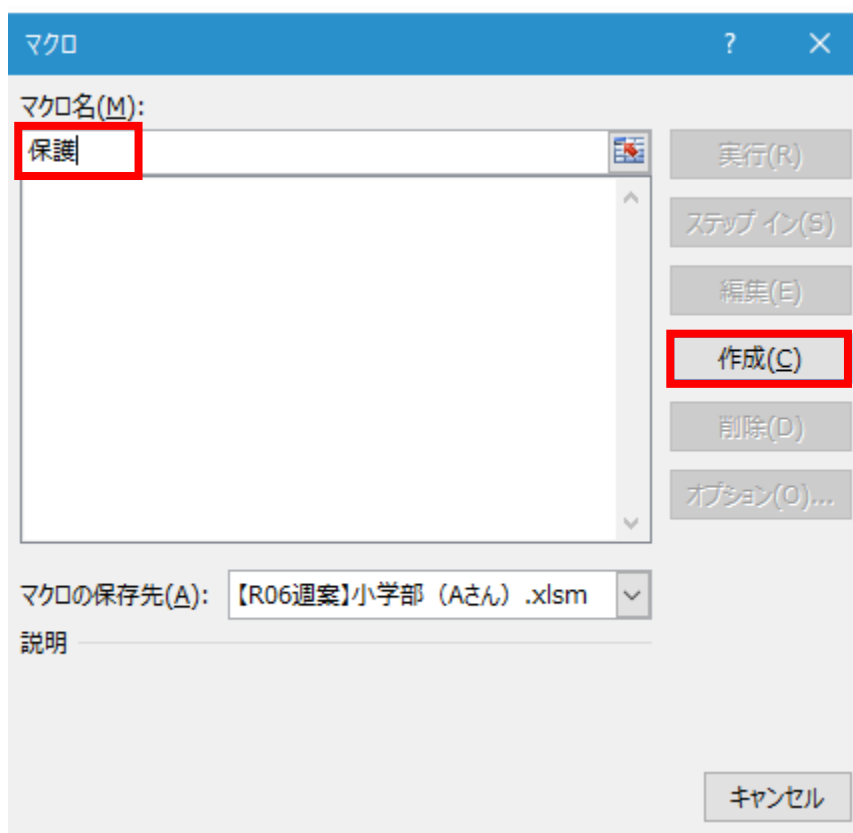 マクロ ? ×
マクロ名(M):
保護
実行(R)
ステップ イン(S)
編集(E)
作成(C)
削除(D)
オプション(O)...
マクロの保存先(A): 【R06週案】小学部（Aさん）.xlsm
説明
キャンセル